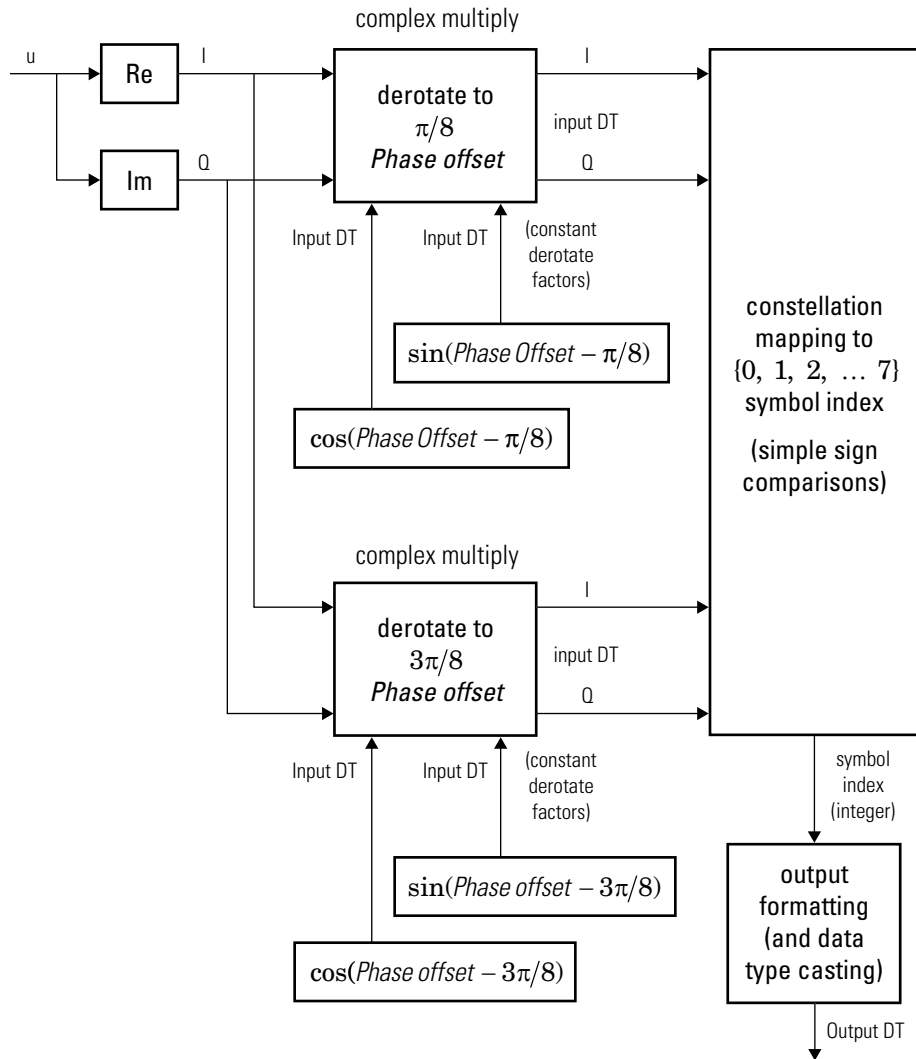 complex multiply
u
Re
I
derotate to
π/8
Phase offset
I
input DT
Q
Im
Q
Input DT
Input DT
(constant
derotate
factors)
sin(Phase Offset – π/8)
cos(Phase Offset – π/8)
constellation
mapping to
{0, 1, 2, … 7}
symbol index
(simple sign
comparisons)
complex multiply
derotate to
3π/8
Phase offset
I
input DT
Q
Input DT
Input DT
(constant
derotate
factors)
sin(Phase offset – 3π/8)
cos(Phase offset – 3π/8)
symbol
index
(integer)
output
formatting
(and data
type casting)
Output DT